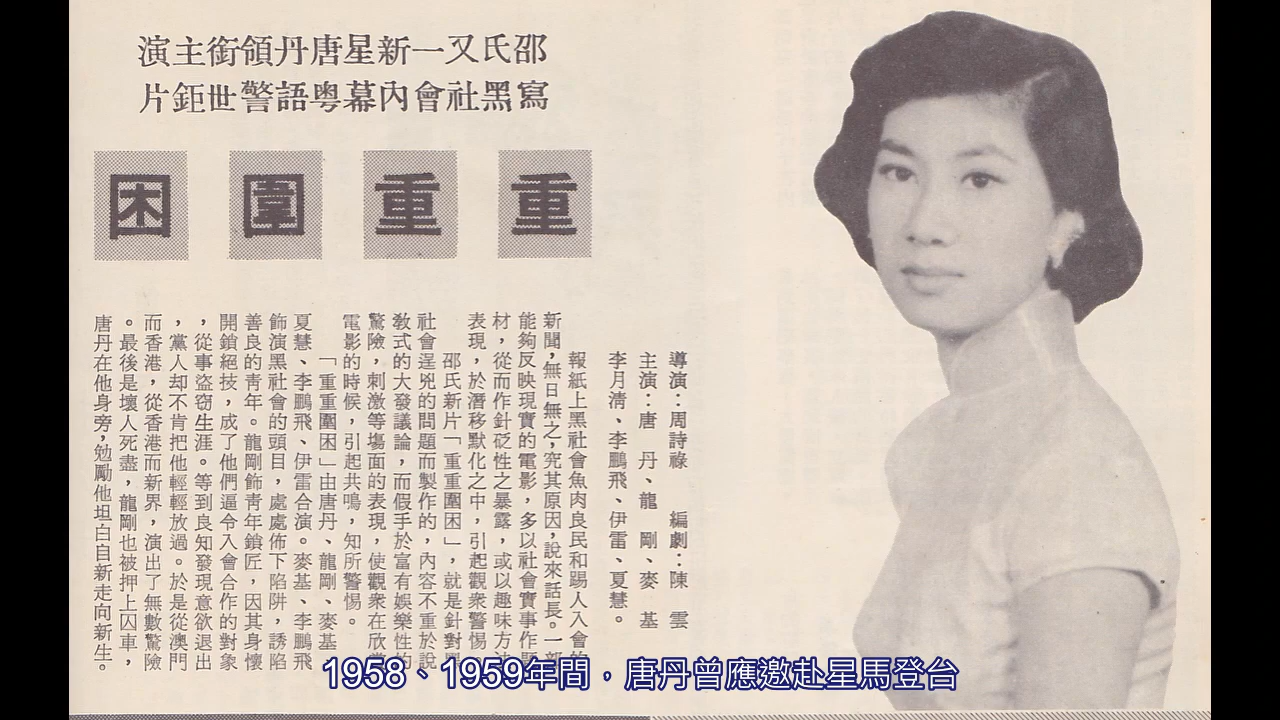 邵氏又一新星唐丹領銜主演
寫黑社會內幕粵語警世鉅片
重重圍困
導演：周詩祿　編劇：陳　雲
主演：唐　丹、龍　剛、麥　基
李月清、李鵬飛、伊雷、夏慧。
報紙上黑社會魚肉良民和踢人入會的
新聞，無日無之，究其原因，說來話長。一部
能夠反映現實的電影，多以社會實事作題
材，從而作針砭性之暴露，或以趣味方法
表現，於潛移默化之中，引起觀衆警惕。
邵氏新片「重重圍困」，就是針對黑
社會逞兇的問題而製作的，內容不重於說
教式的大發議論，而假手於富有娛樂性的
驚險，刺激等塲面的表現，使觀衆在欣賞
電影的時候，引起共鳴，知所警惕。
「重重圍困」由唐丹、龍剛、麥基
夏慧、李鵬飛、伊雷合演。麥基、李鵬飛
飾演黑社會的頭目，處處佈下陷阱，誘陷
善良的靑年。龍剛飾靑年鎖匠，因其身懷
開鎖絕技，成了他們逼令入會合作的對象
，從事盜窃生涯。等到良知發現意欲退出
，黨人却不肯把他輕輕放過。於是從澳門
而香港，從香港而新界，演出了無數驚險
。最後是壞人死盡，龍剛也被押上囚車，
唐丹在他身旁，勉勵他坦白自新走向新生。
1958、1959年間，唐丹曾應邀赴星馬登台